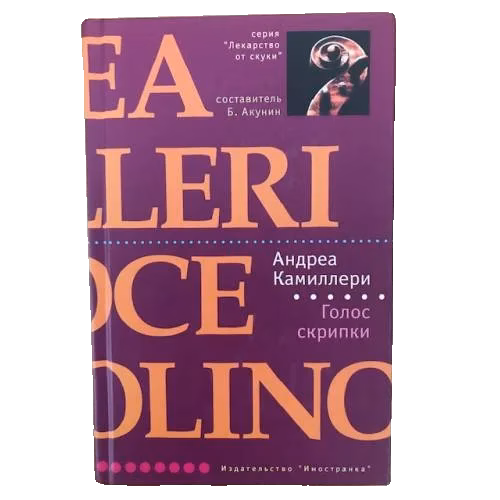 серия
"Лекарство
от скуки"
составитель
Б. Акунин
EA
LLERI
Андреа
Камиллери
OCE
Голос
скрипки
OLINO
Издательство "Иностранка"